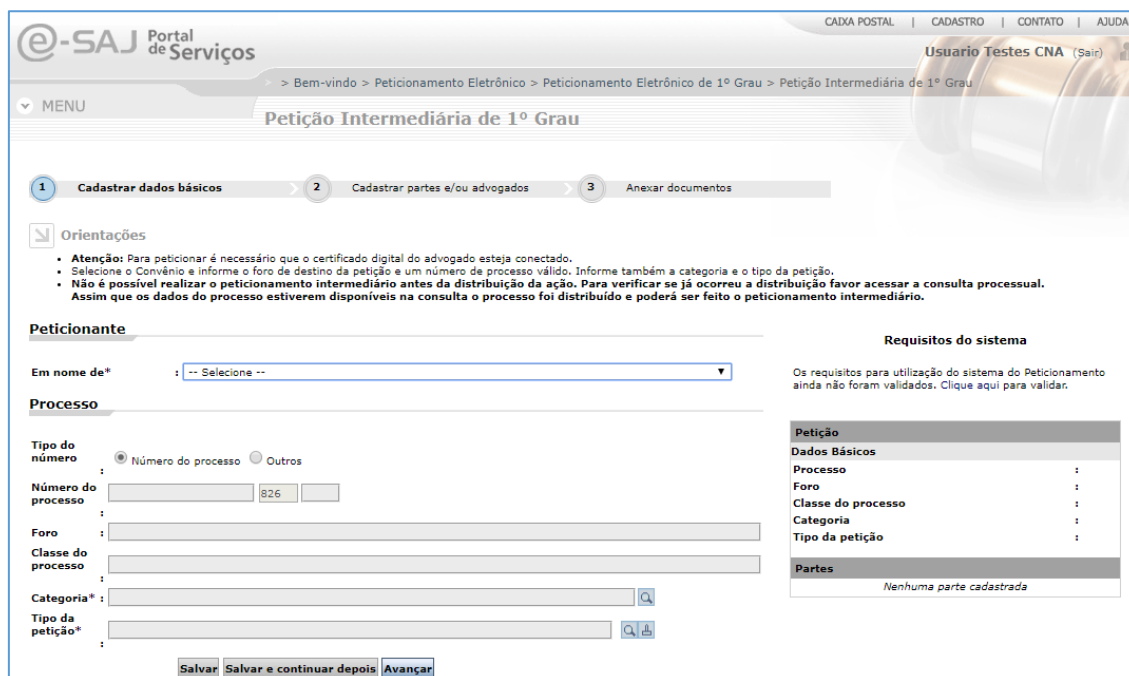 CAIXA POSTAL | CADASTRO | CONTATO | AJUDA
e-SAJ Portal de Serviços
Usuario Testes CNA (Sair)
> Bem-vindo > Peticionamento Eletrônico > Peticionamento Eletrônico de 1º Grau > Petição Intermediária de 1º Grau
MENU
Petição Intermediária de 1º Grau
1 Cadastrar dados básicos 2 Cadastrar partes e/ou advogados 3 Anexar documentos
Orientações
• Atenção: Para peticionar é necessário que o certificado digital do advogado esteja conectado.
• Selecione o Convênio e informe o foro de destino da petição e um número de processo válido. Informe também a categoria e o tipo da petição.
• Não é possível realizar o peticionamento intermediário antes da distribuição da ação. Para verificar se já ocorreu a distribuição favor acessar a consulta processual.
Assim que os dados do processo estiverem disponíveis na consulta o processo foi distribuído e poderá ser feito o peticionamento intermediário.
Peticionante
Em nome de* : -- Selecione --
Processo
Tipo do
número
: Número do processo Outros
Número do
processo
: 826
Foro :
Classe do
processo
:
Categoria* :
Tipo da
petição*
:
Salvar Salvar e continuar depois Avançar
Requisitos do sistema
Os requisitos para utilização do sistema do Peticionamento
ainda não foram validados. Clique aqui para validar.
Petição
Dados Básicos
Processo :
Foro :
Classe do processo :
Categoria :
Tipo da petição :
Partes
Nenhuma parte cadastrada